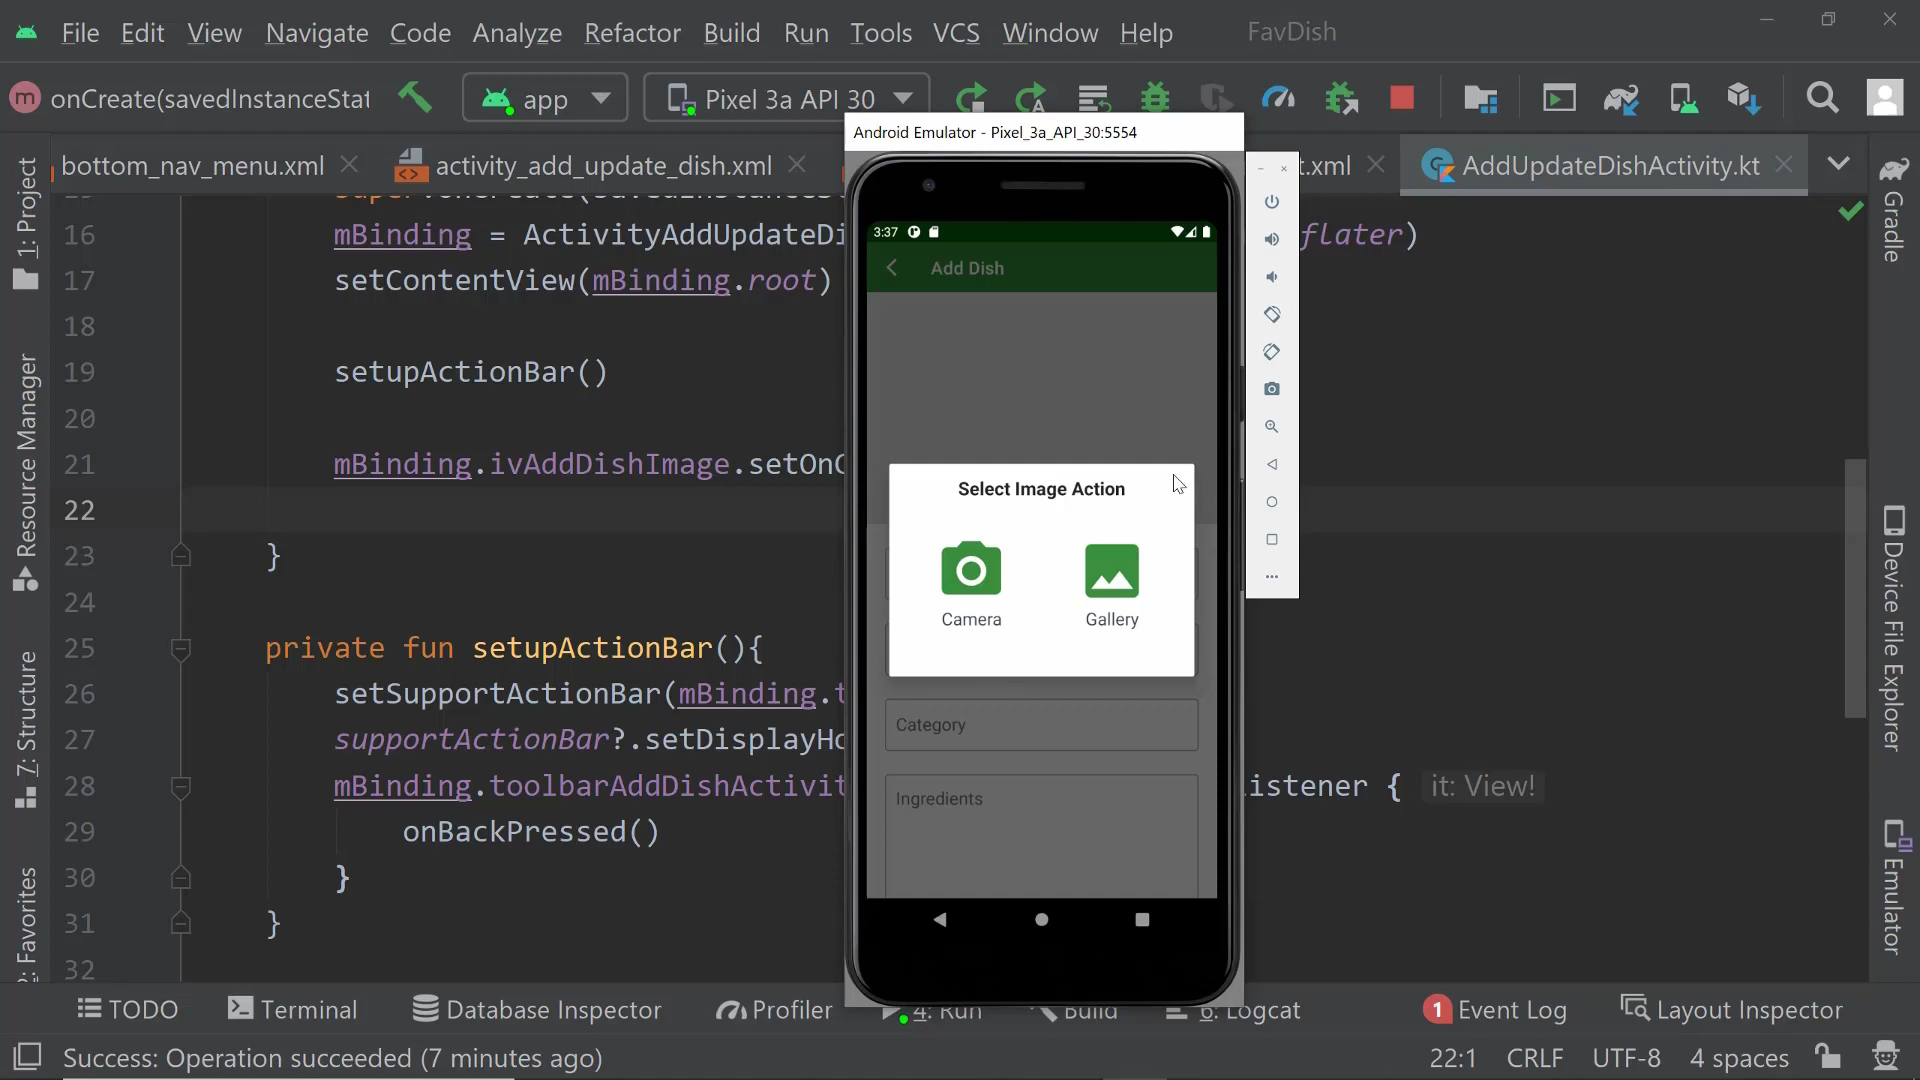 File Edit View Navigate Code Analyze Refactor Build Run Tools VCS Window Help FavDish
m onCreate(savedInstanceStat app Pixel 3a API 30
Android Emulator - Pixel_3a_API_30:5554
bottom_nav_menu.xml activity_add_update_dish.xml t.xml AddUpdateDishActivity.kt
16 mBinding = ActivityAddUpdateDi flater)
17 setContentView(mBinding.root)
18
19 setupActionBar()
20
21 mBinding.ivAddDishImage.setOnC
22
23 }
24
25 private fun setupActionBar(){
26 setSupportActionBar(mBinding.t
27 supportActionBar?.setDisplayHo
28 mBinding.toolbarAddDishActivit istener { it: View!
29 onBackPressed()
30 }
31 }
32
3:37
Add Dish
Select Image Action
Camera Gallery
Category
Ingredients
1: Project
Resource Manager
7: Structure
2: Favorites
Gradle
Device File Explorer
Emulator
TODO Terminal Database Inspector Profiler 4: Run Build 6: Logcat 1 Event Log Layout Inspector
Success: Operation succeeded (7 minutes ago) 22:1 CRLF UTF-8 4 spaces